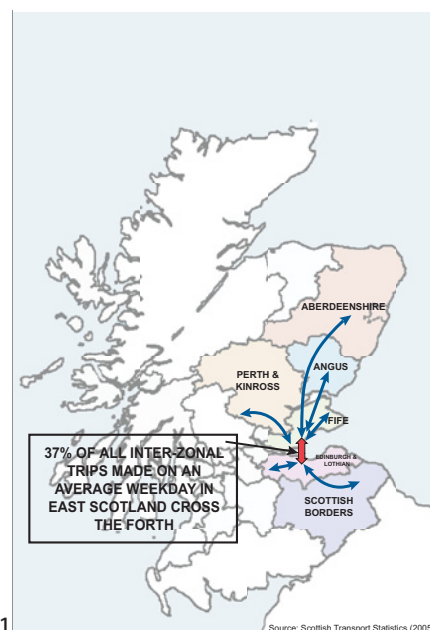 ABERDEENSHIRE
ANGUS
PERTH &
KINROSS
FIFE
37% OF ALL INTER-ZONAL
TRIPS MADE ON AN
AVERAGE WEEKDAY IN
EAST SCOTLAND CROSS
THE FORTH
EDINBURGH &
LOTHIAN
SCOTTISH
BORDERS
1
Source: Scottish Transport Statistics (2005